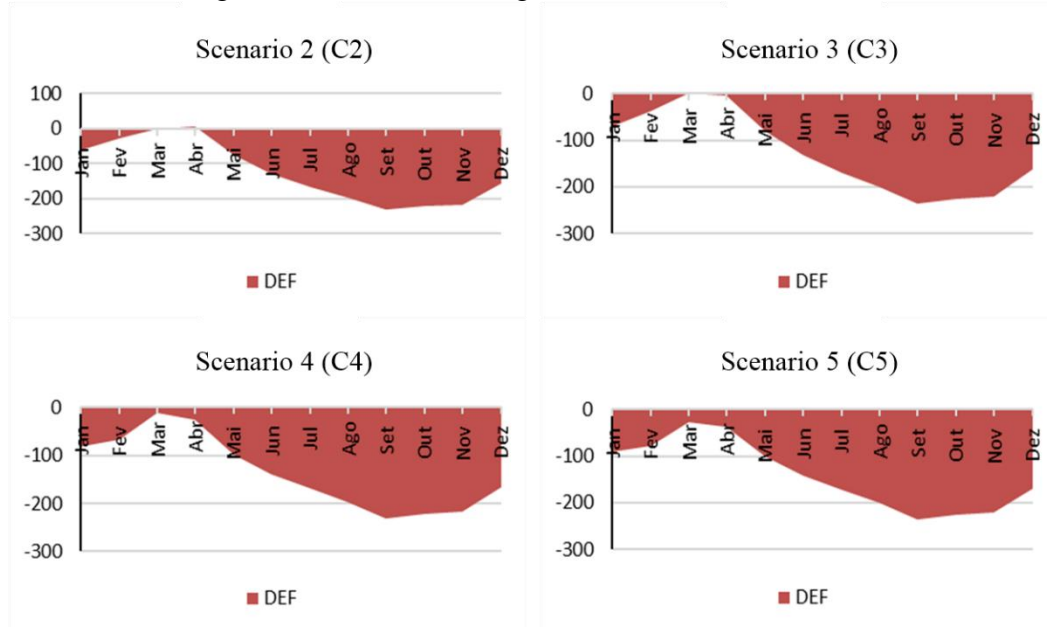 Scenario 2 (C2)
100
0
-100
-200
-300
Jan
Fev
Mar
Abr
Mai
Jun
Jul
Ago
Set
Out
Nov
Dez
DEF
Scenario 3 (C3)
0
-100
-200
-300
Jan
Fev
Mar
Abr
Mai
Jun
Jul
Ago
Set
Out
Nov
Dez
DEF
Scenario 4 (C4)
0
-100
-200
-300
Jan
Fev
Mar
Abr
Mai
Jun
Jul
Ago
Set
Out
Nov
Dez
DEF
Scenario 5 (C5)
0
-100
-200
-300
Jan
Fev
Mar
Abr
Mai
Jun
Jul
Ago
Set
Out
Nov
Dez
DEF